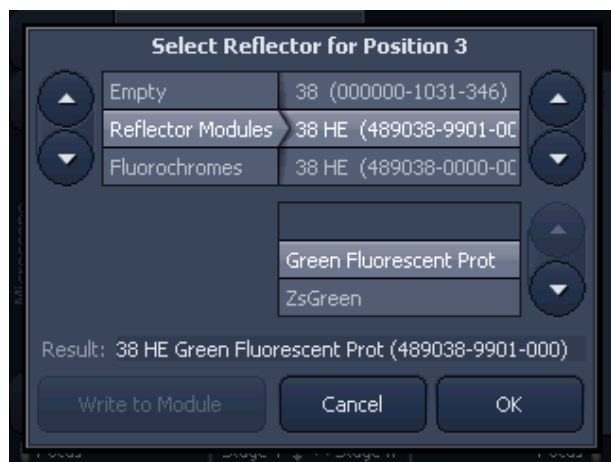 Select Reflector for Position 3
Empty
38 (000000-1031-346)
Reflector Modules
38 HE (489038-9901-00
Fluorochromes
38 HE (489038-0000-00
Green Fluorescent Prot
ZsGreen
Result: 38 HE Green Fluorescent Prot (489038-9901-000)
Write to Module
Cancel
OK